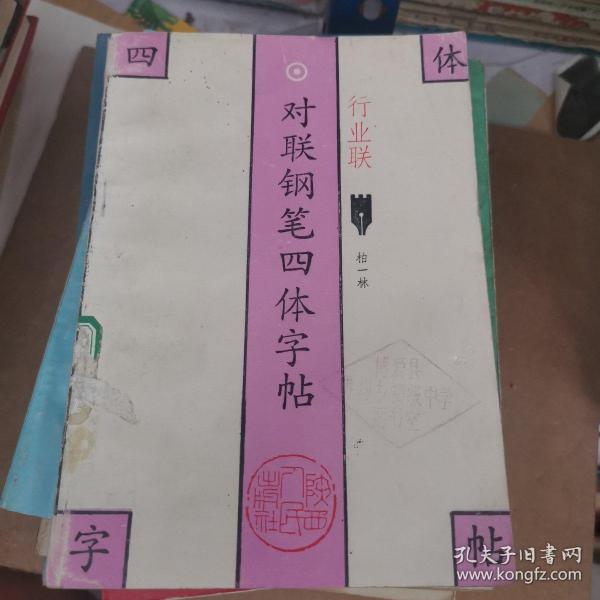 四
体
对联钢笔四体字帖
行业联
柏一林
陕西
人民
出版社
字
帖
孔夫子旧书网
www.kongfz.com